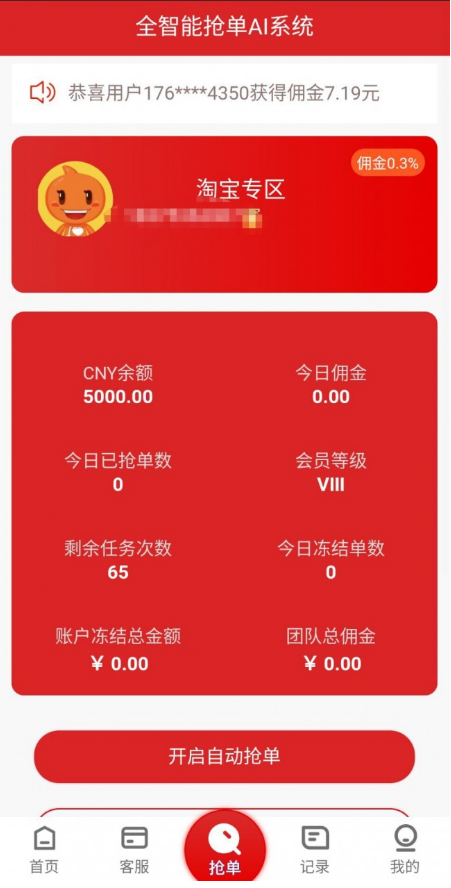 全智能抢单AI系统
恭喜用户176****4350获得佣金7.19元
佣金0.3%
淘宝专区
CNY余额
5000.00
今日佣金
0.00
今日已抢单数
0
会员等级
VIII
剩余任务次数
65
今日冻结单数
0
账户冻结总金额
¥ 0.00
团队总佣金
¥ 0.00
开启自动抢单
首页
客服
抢单
记录
我的